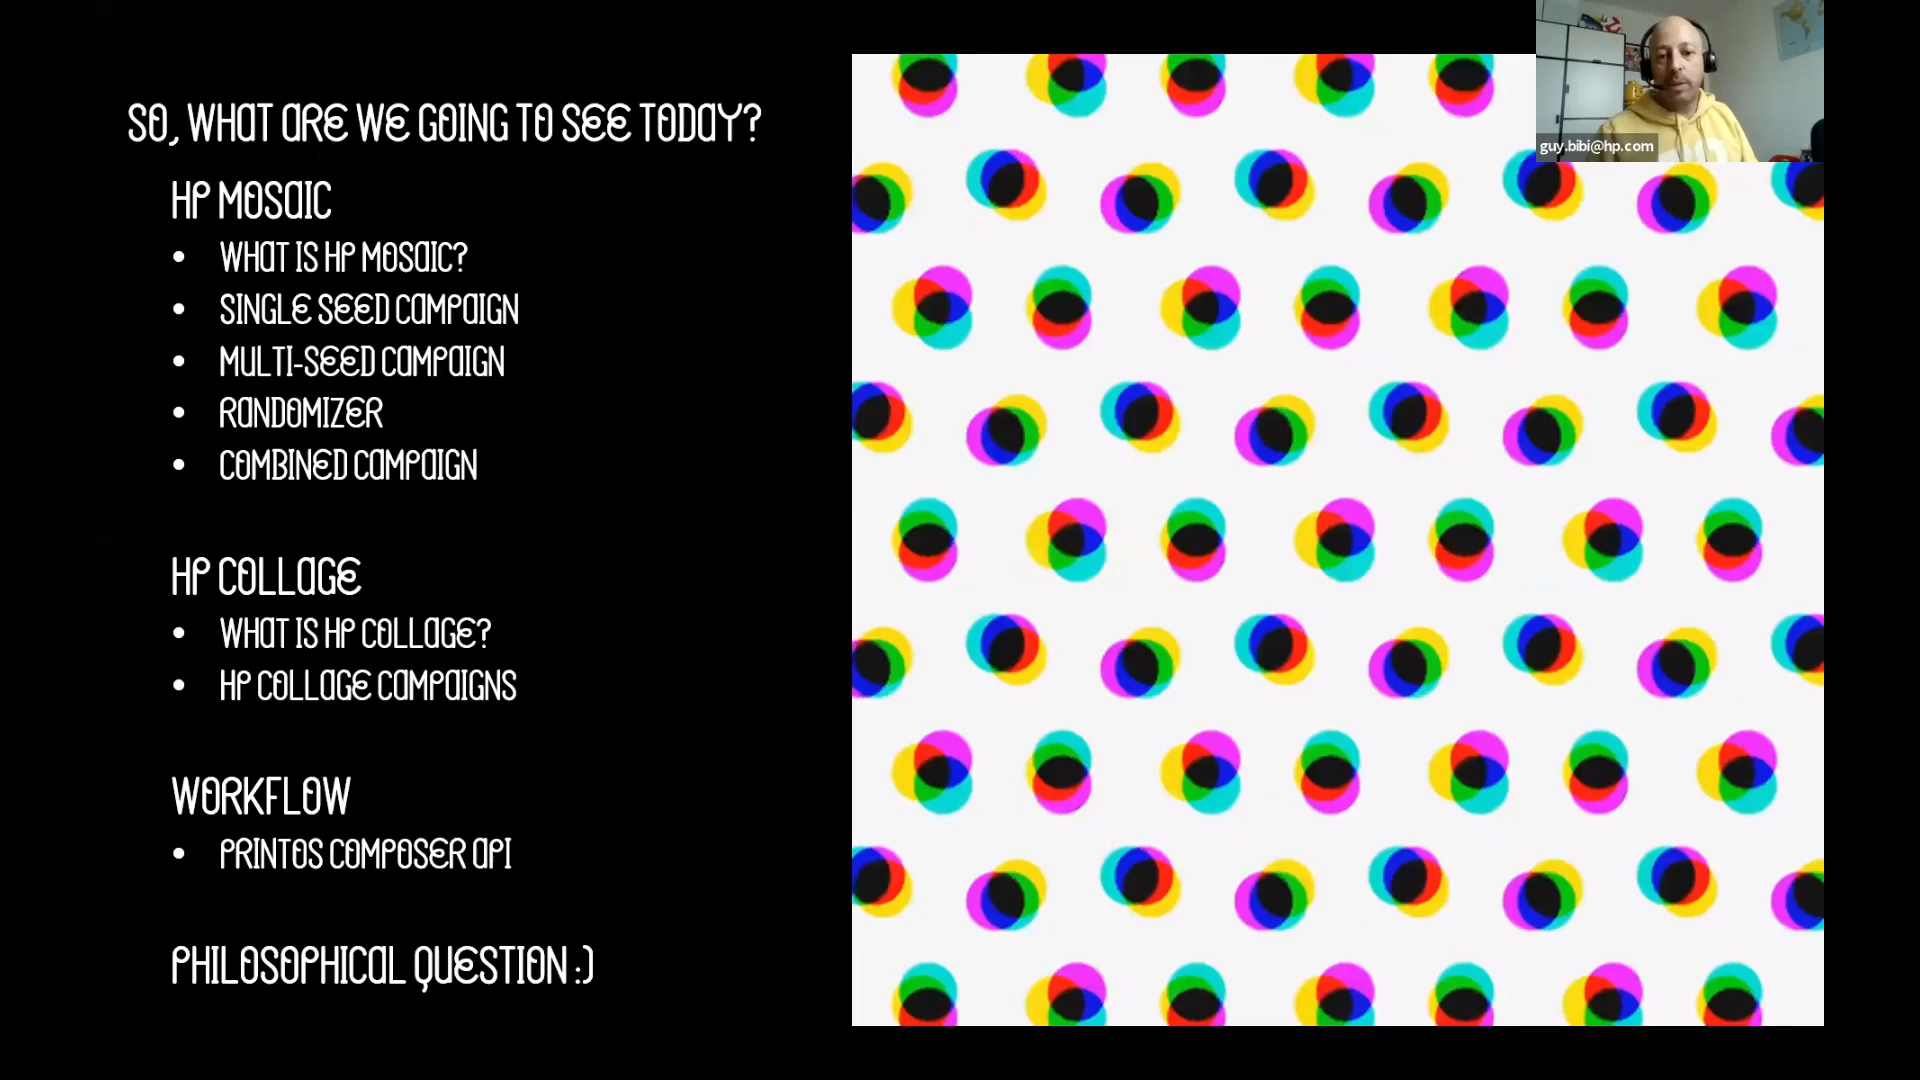 SO, WHAT ARE WE GOING TO SEE TODAY?
HP MOSAIC
• WHAT IS HP MOSAIC?
• SINGLE SEED CAMPAIGN
• MULTI-SEED CAMPAIGN
• RANDOMIZER
• COMBINED CAMPAIGN
HP COLLAGE
• WHAT IS HP COLLAGE?
• HP COLLAGE CAMPAIGNS
WORKFLOW
• PRINTOS COMPOSER API
PHILOSOPHICAL QUESTION :)
guy.bibi@hp.com